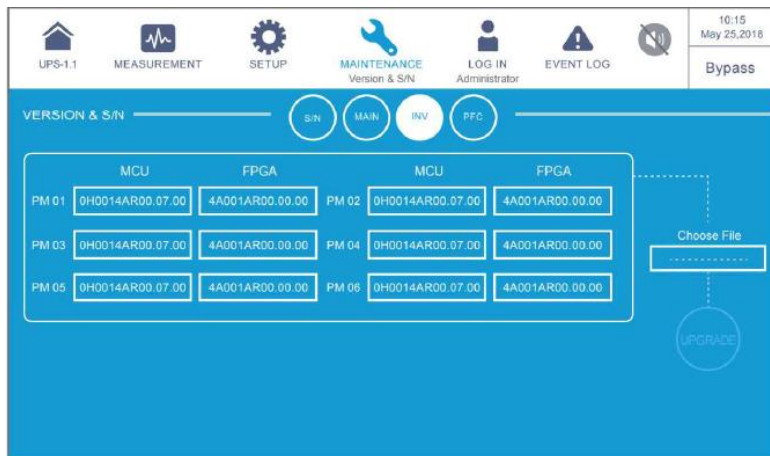 10:15
May 25,2018
UPS-1.1 MEASUREMENT SETUP MAINTENANCE LOG IN EVENT LOG
Version & S/N Administrator
Bypass
VERSION & S/N S/N MAIN INV PFC
MCU FPGA MCU FPGA
PM 01 0H0014AR00.07.00 4A001AR00.00.00 PM 02 0H0014AR00.07.00 4A001AR00.00.00
Choose File
PM 03 0H0014AR00.07.00 4A001AR00.00.00 PM 04 0H0014AR00.07.00 4A001AR00.00.00
PM 05 0H0014AR00.07.00 4A001AR00.00.00 PM 06 0H0014AR00.07.00 4A001AR00.00.00
UPGRADE